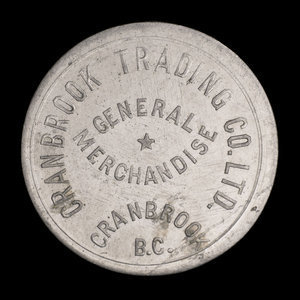 CRANBROOK TRADING CO. LTD.
GENERAL
★
MERCHANDISE
CRANBROOK
B.C.